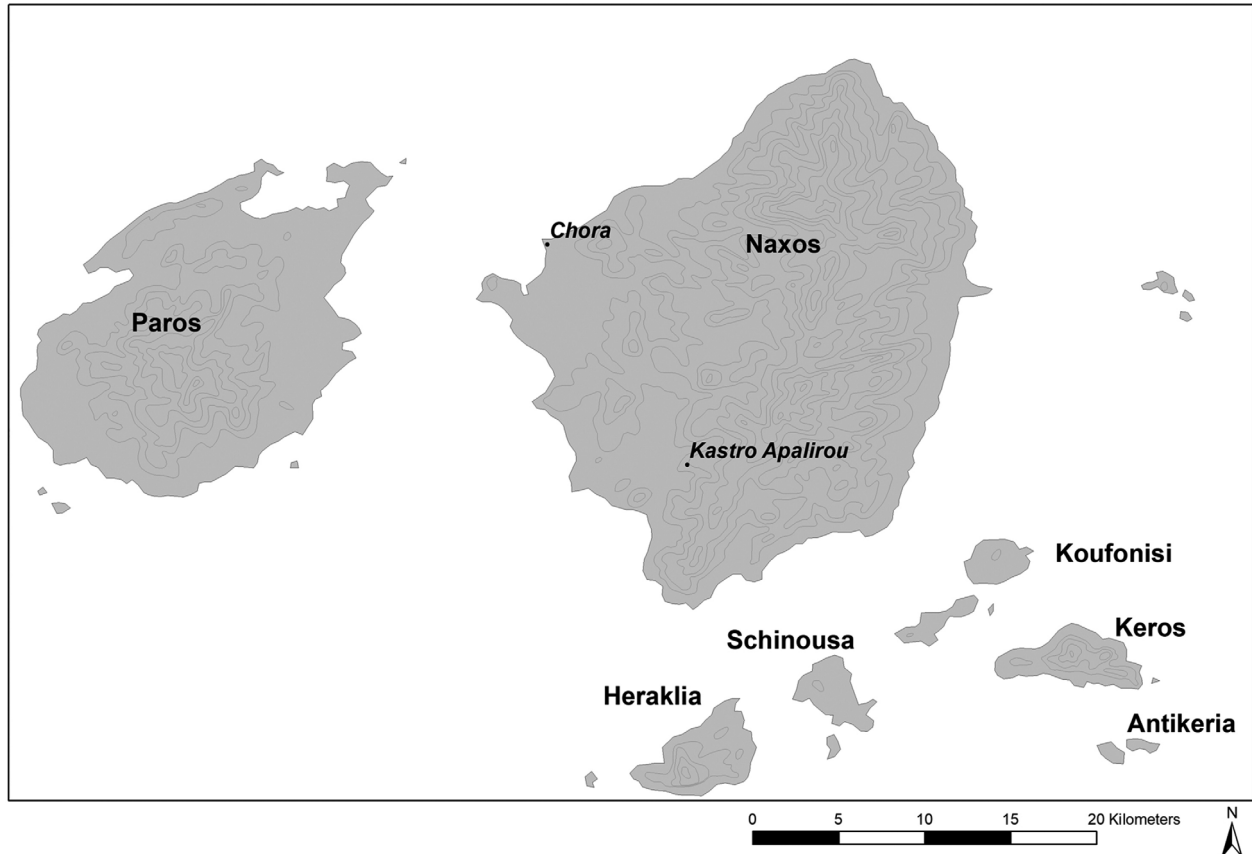 Chora
Naxos
Paros
Kastro Apalirou
Koufonisi
Keros
Schinousa
Heraklia
Antikeria
N
0 5 10 15 20 Kilometers